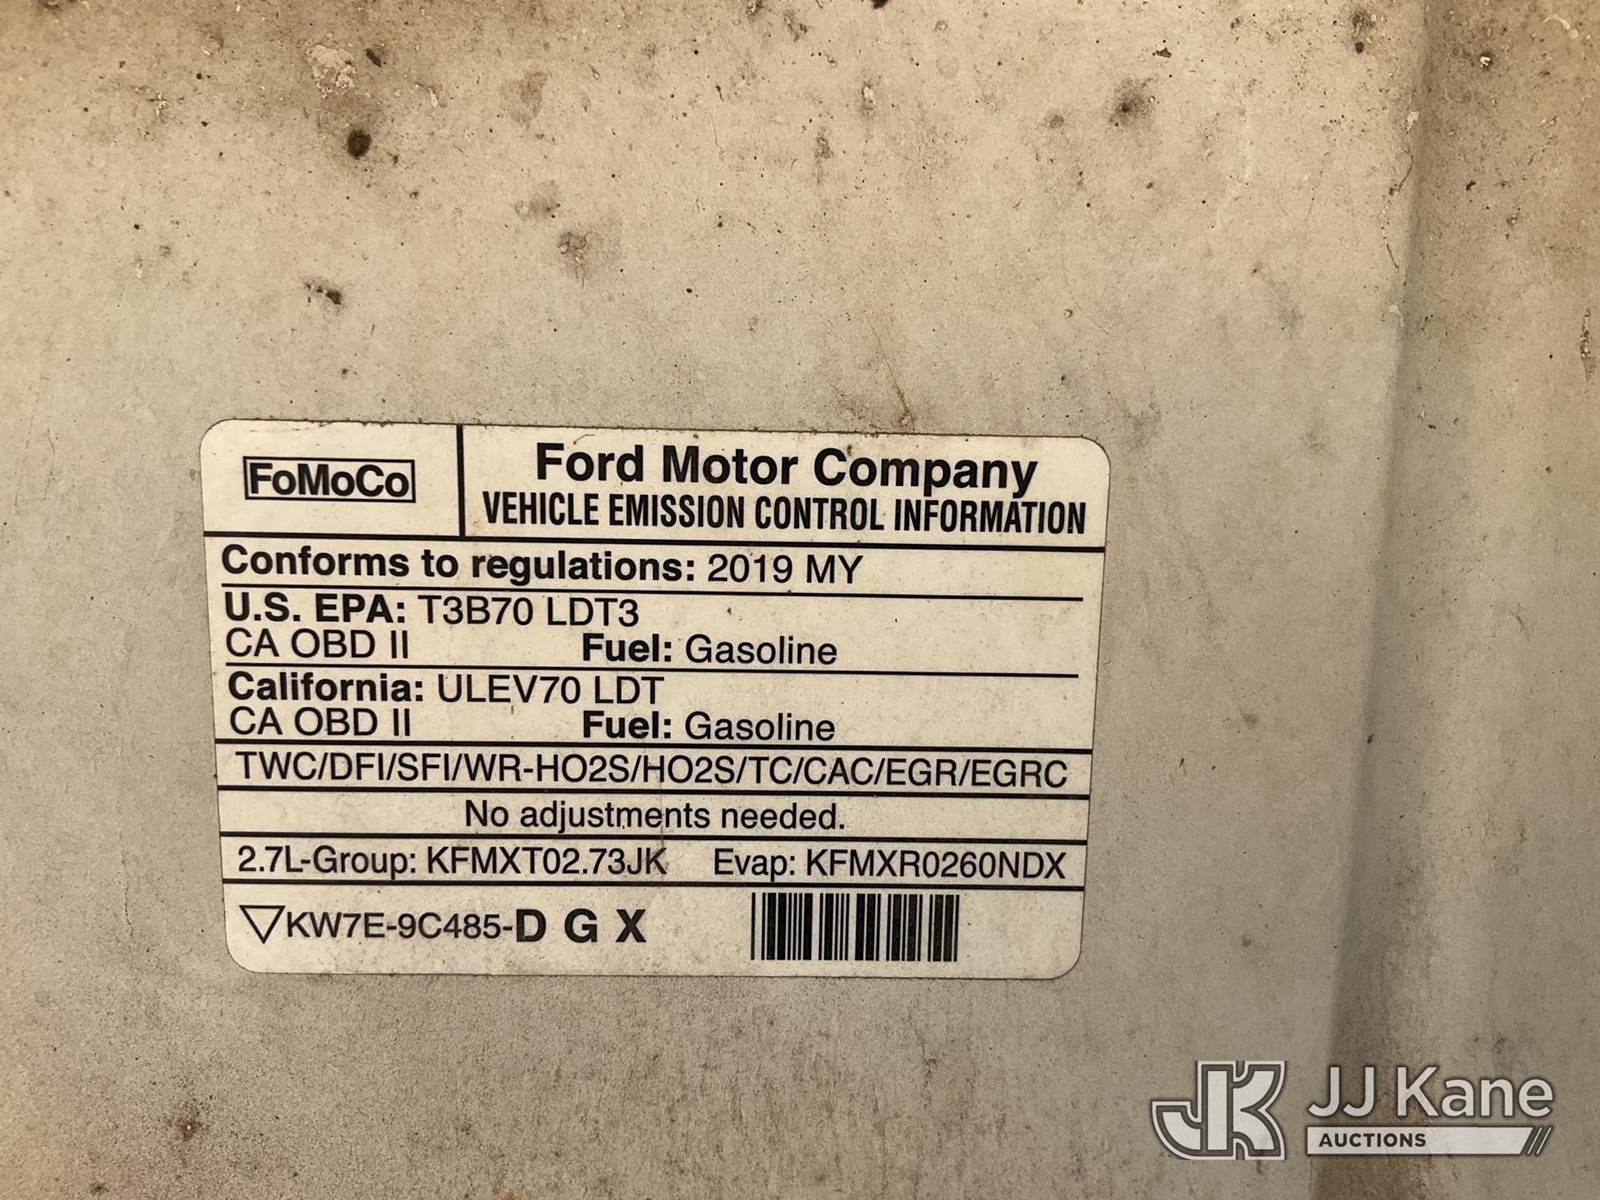 FoMoCo
Ford Motor Company
VEHICLE EMISSION CONTROL INFORMATION
Conforms to regulations: 2019 MY
U.S. EPA: T3B70 LDT3
CA OBD II Fuel: Gasoline
California: ULEV70 LDT
CA OBD II Fuel: Gasoline
TWC/DFI/SFI/WR-HO2S/HO2S/TC/CAC/EGR/EGRC
No adjustments needed.
2.7L-Group: KFMXT02.73JK Evap: KFMXR0260NDX
KW7E-9C485-D G X
JK
JJ Kane
AUCTIONS